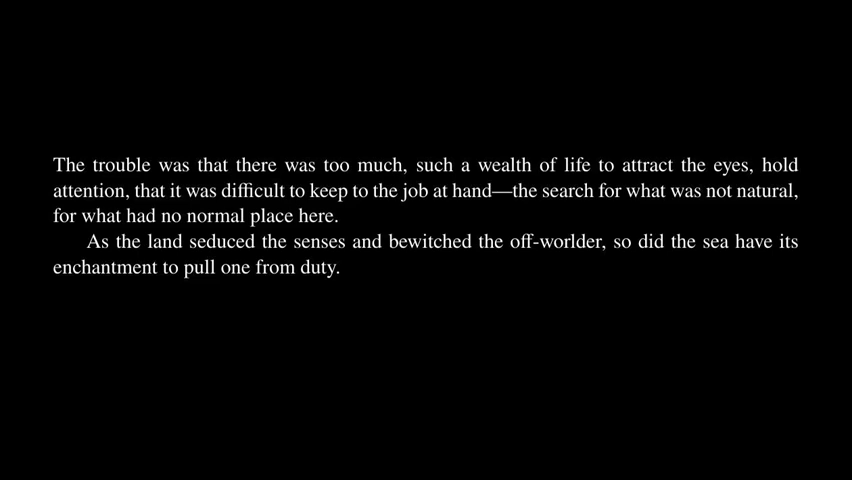 The trouble was that there was too much, such a wealth of life to attract the eyes, hold
attention, that it was difficult to keep to the job at hand—the search for what was not natural,
for what had no normal place here.
As the land seduced the senses and bewitched the off-worlder, so did the sea have its
enchantment to pull one from duty.